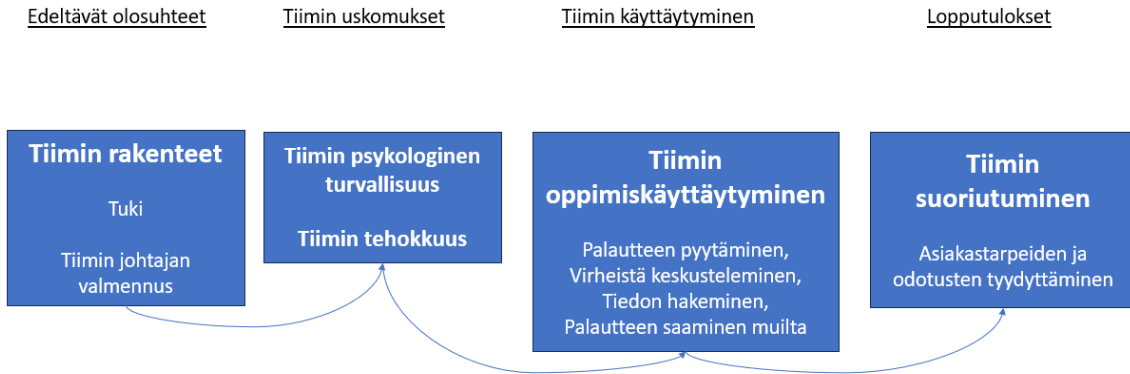 Edeltävät olosuhteet
Tiimin uskomukset
Tiimin käyttäytyminen
Lopputulokset
Tiimin rakenteet
Tuki
Tiimin johtajan
valmennus
Tiimin psykologinen
turvallisuus
Tiimin tehokkuus
Tiimin
oppimiskäyttäytyminen
Palautteen pyytäminen,
Virheistä keskusteleminen,
Tiedon hakeminen,
Palautteen saaminen muilta
Tiimin
suoriutuminen
Asiakastarpeiden ja
odotusten tyydyttäminen